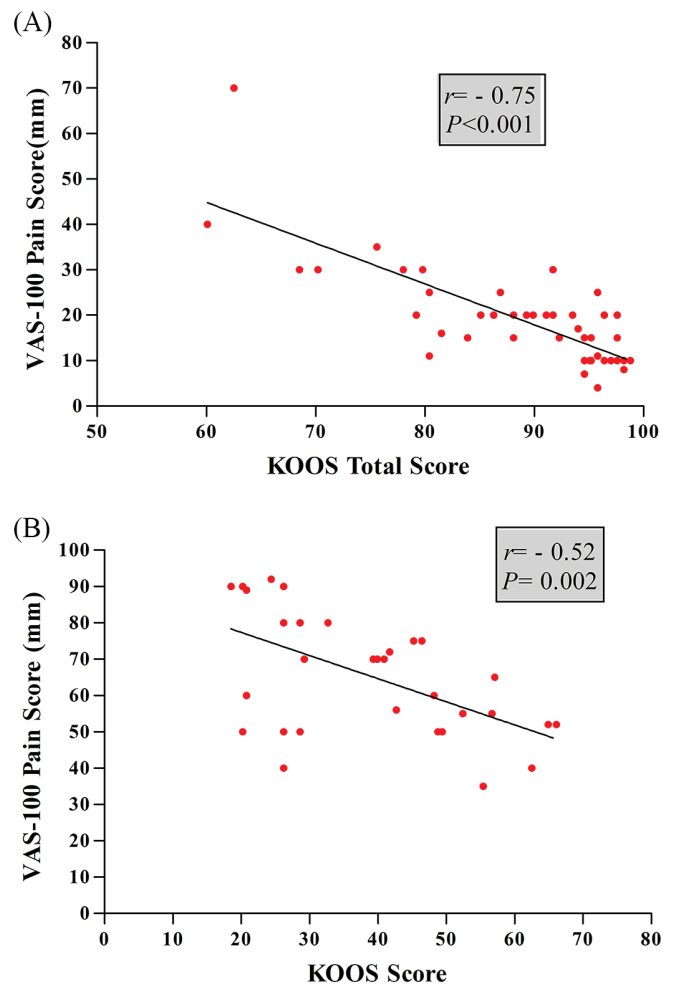 (A)
80
70
60
50
40
30
20
10
0
VAS-100 Pain Score(mm)
r= - 0.75
P<0.001
50 60 70 80 90 100
KOOS Total Score
(B)
100
90
80
70
60
50
40
30
20
10
0
VAS-100 Pain Score (mm)
r= - 0.52
P= 0.002
0 10 20 30 40 50 60 70 80
KOOS Score